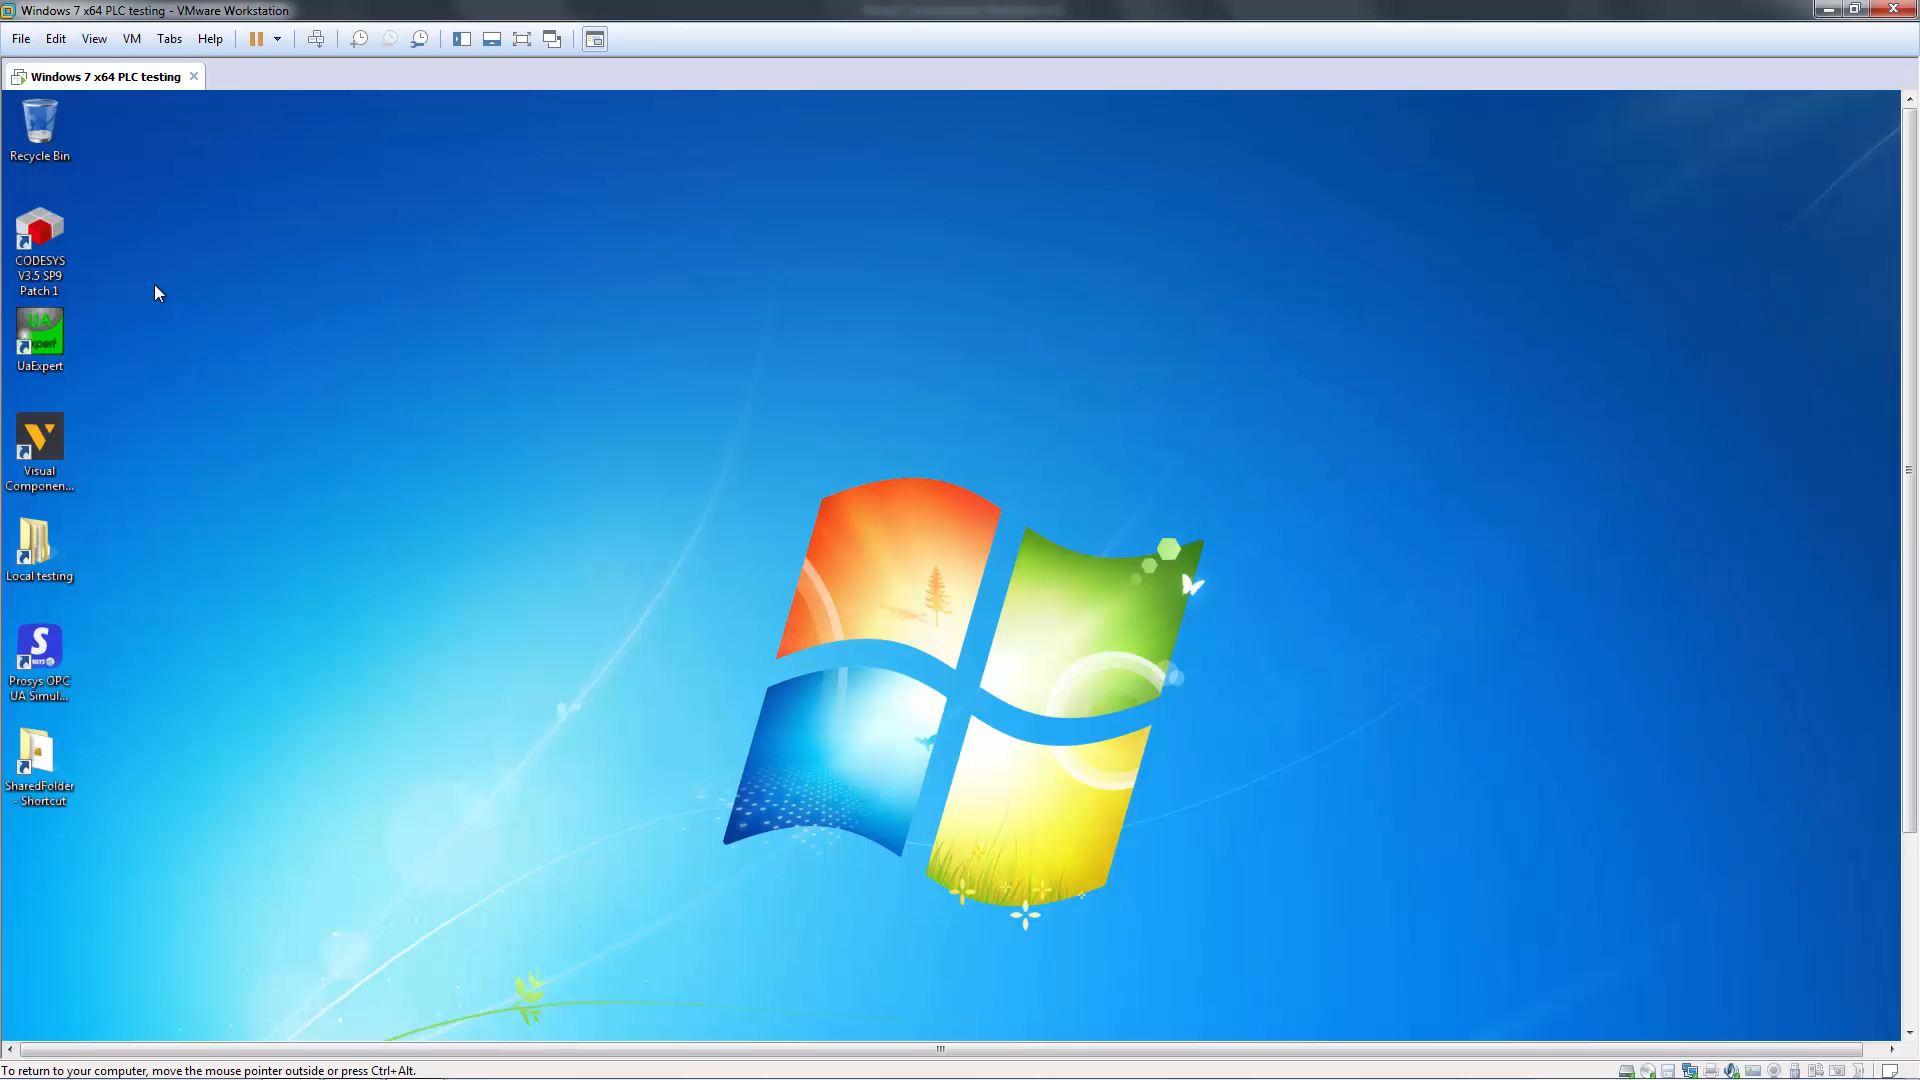 Windows 7 x64 PLC testing - VMware Workstation
File Edit View VM Tabs Help
Windows 7 x64 PLC testing
Recycle Bin
CODESYS
V3.5 SP9
Patch 1
UA
xpert
UaExpert
Visual
Componen...
Local testing
S
Prosys OPC
UA Simul...
SharedFolder
- Shortcut
To return to your computer, move the mouse pointer outside or press Ctrl+Alt.